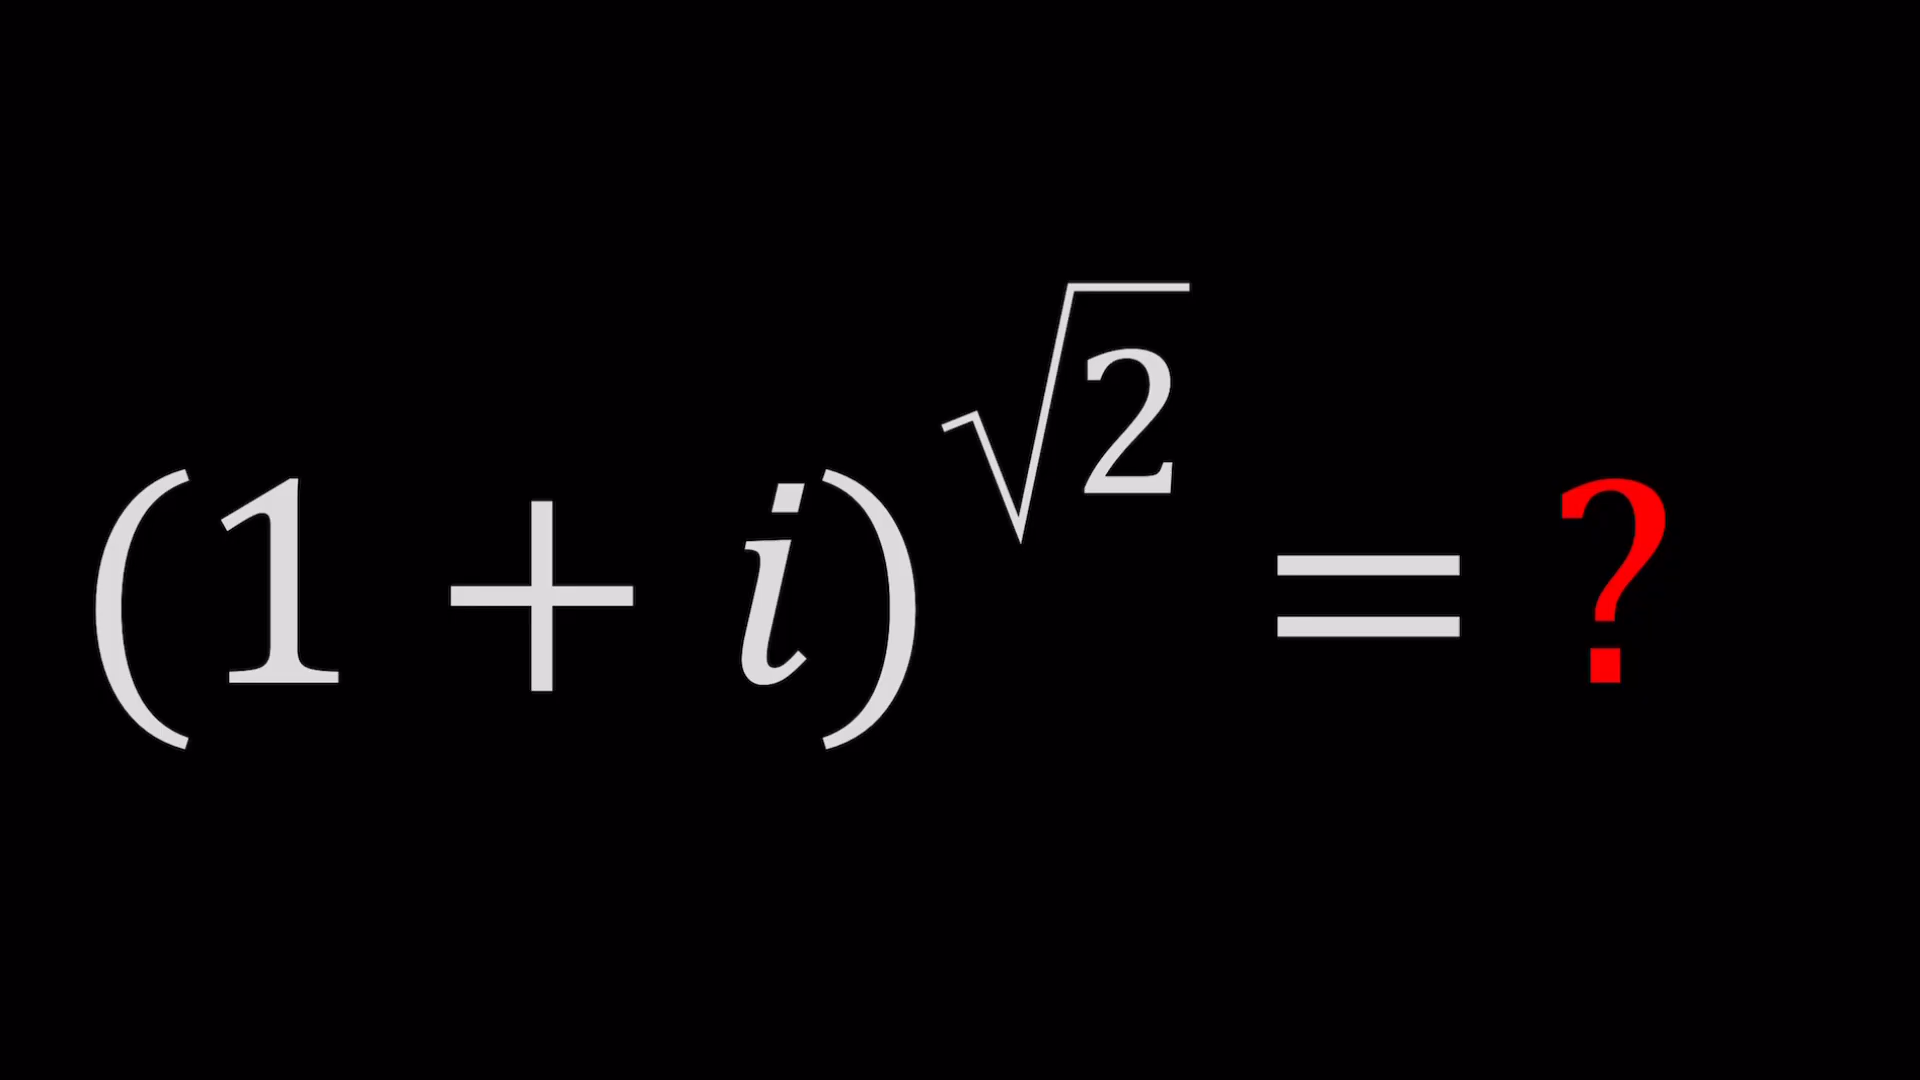 (1 + i)^√2 = ?